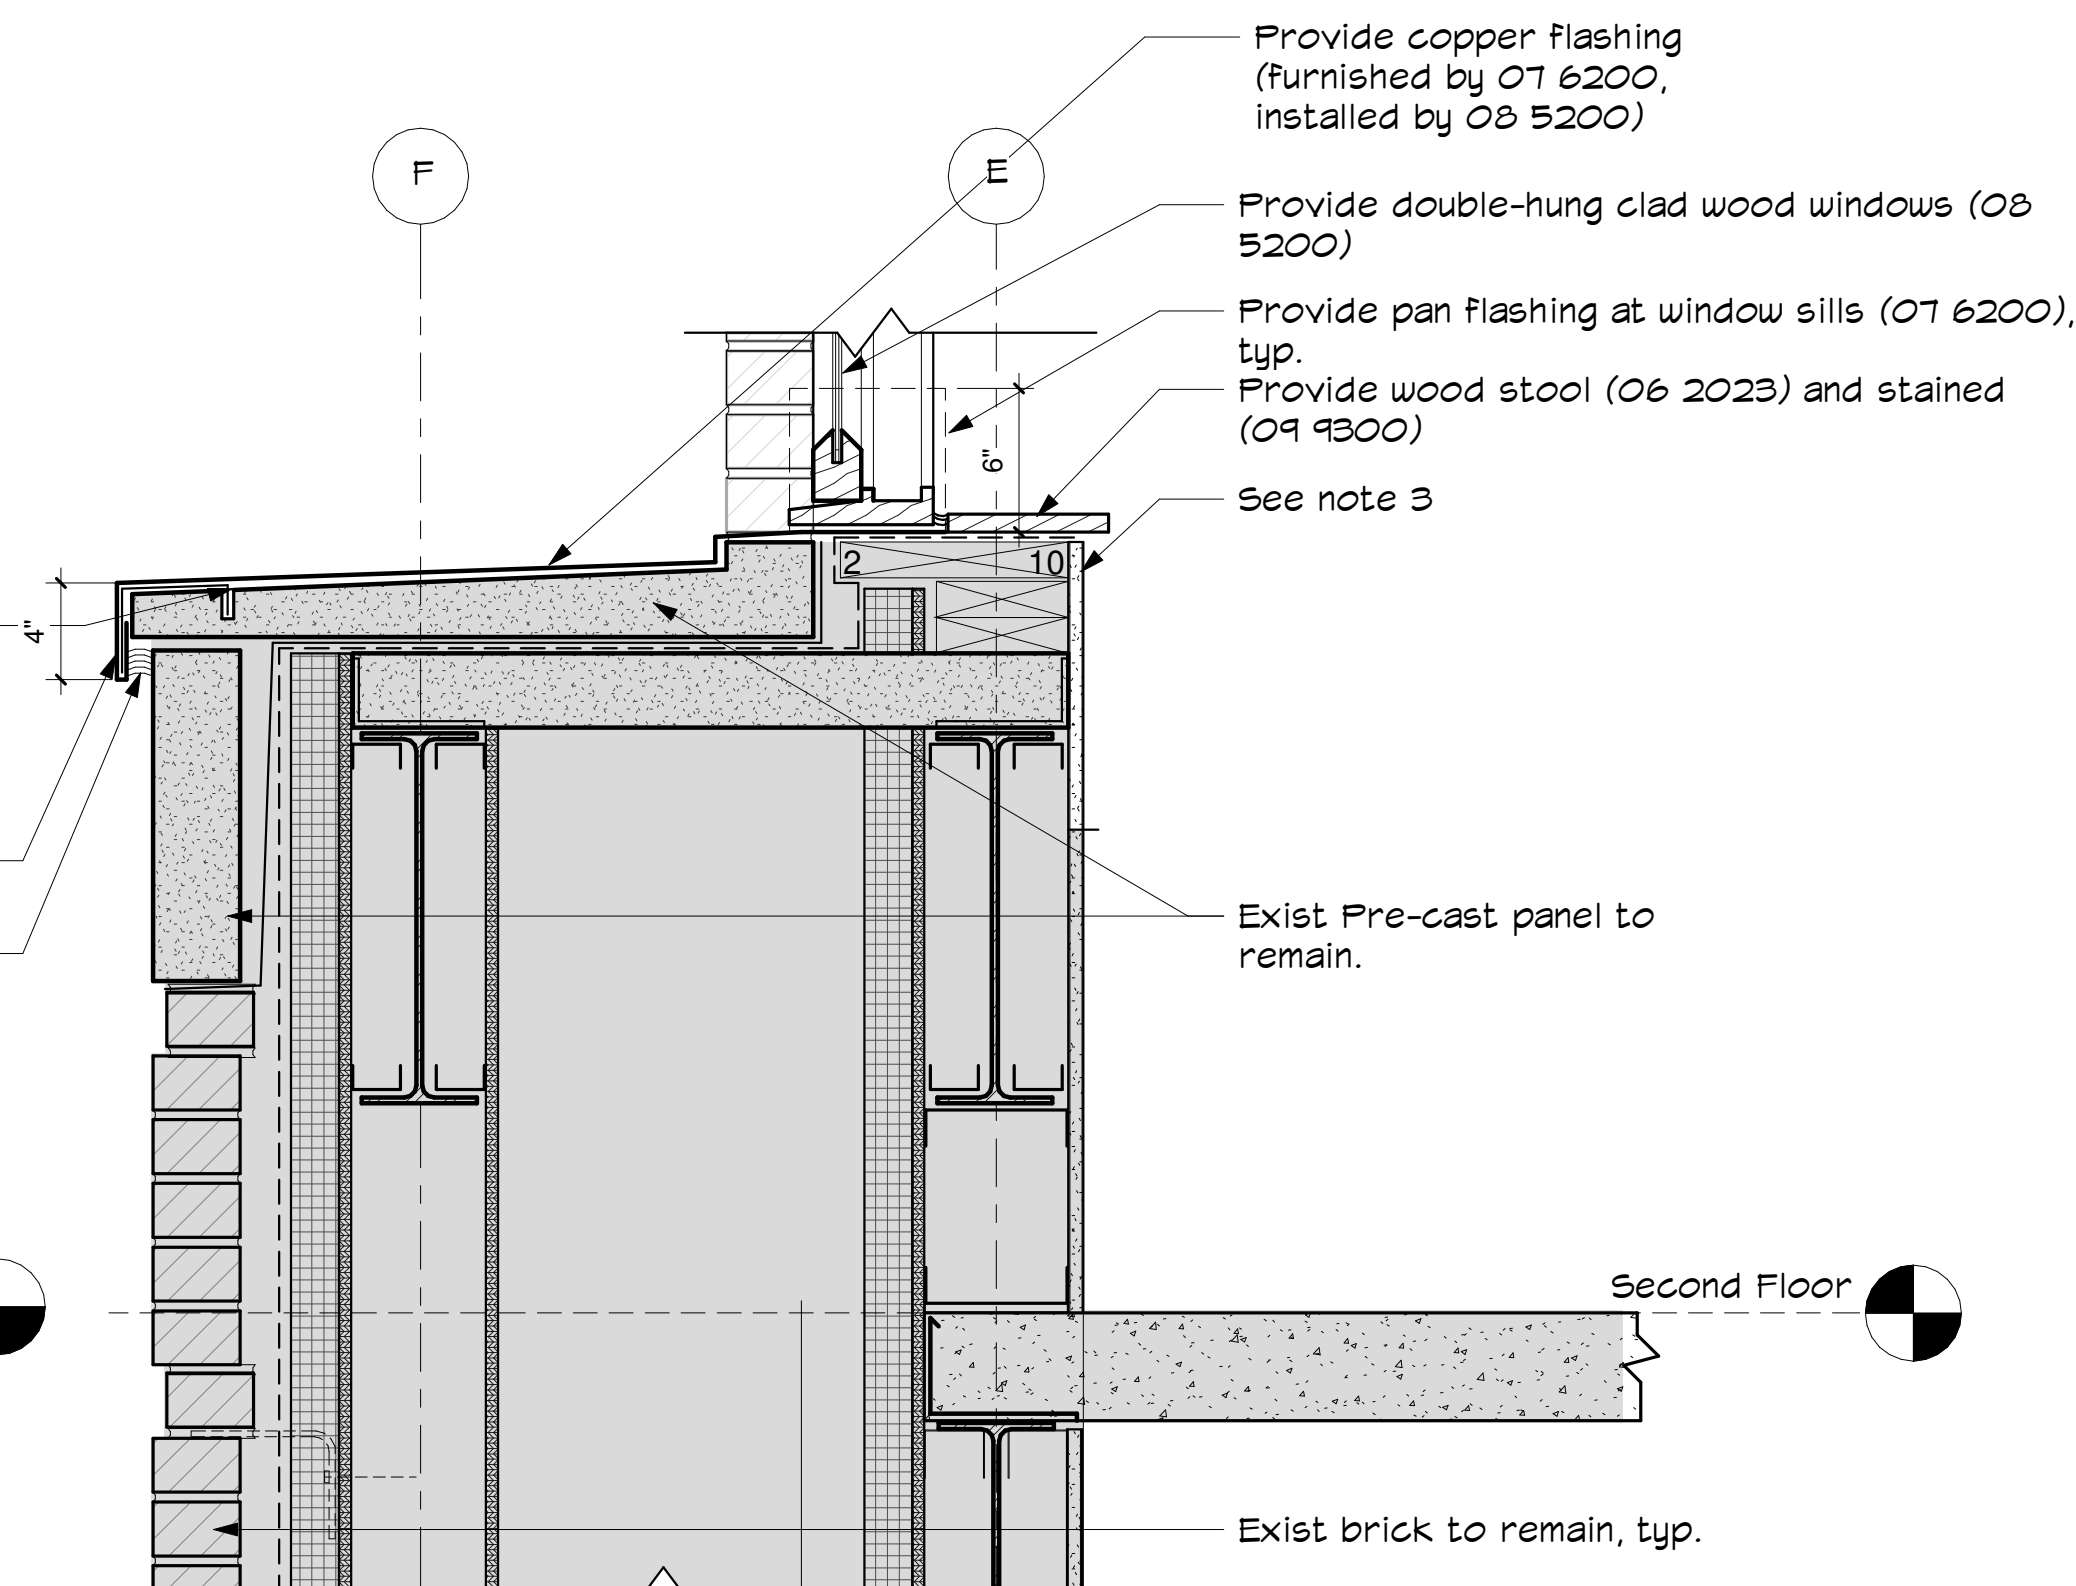 Provide copper flashing
(furnished by 07 6200,
installed by 08 5200)
F
E
Provide double-hung clad wood windows (08
5200)
Provide pan flashing at window sills (07 6200),
typ.
Provide wood stool (06 2023) and stained
(09 9300)
6"
See note 3
2
10
4"
Exist Pre-cast panel to
remain.
Second Floor
Exist brick to remain, typ.